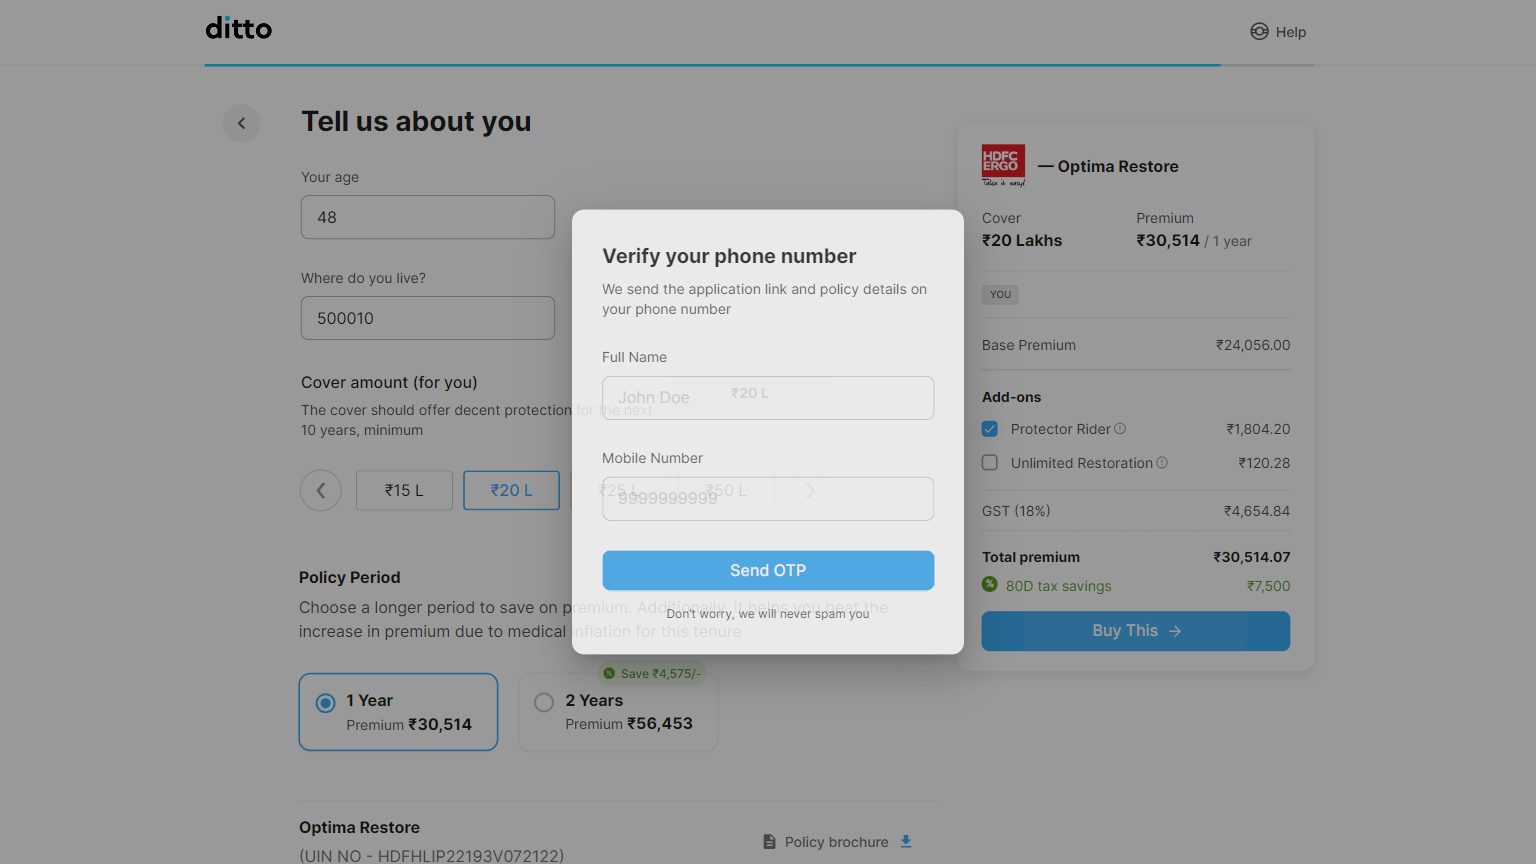 ditto
Help
Tell us about you
Your age
48
Where do you live?
500010
Cover amount (for you)
The cover should offer decent protection for the next
10 years, minimum
₹15 L
₹20 L
₹25 L
₹50 L
Policy Period
Choose a longer period to save on premium. Additionally, it helps you beat the
increase in premium due to medical inflation for this tenure
1 Year
Premium ₹30,514
Save ₹4,575/-
2 Years
Premium ₹56,453
Optima Restore
(UIN NO - HDFHLIP22193V072122)
Policy brochure
Verify your phone number
We send the application link and policy details on
your phone number
Full Name
John Doe
₹20 L
Mobile Number
9999999999
Send OTP
Don't worry, we will never spam you
HDFC
ERGO
Take it easy!
— Optima Restore
Cover
₹20 Lakhs
Premium
₹30,514 / 1 year
YOU
Base Premium ₹24,056.00
Add-ons
Protector Rider ₹1,804.20
Unlimited Restoration ₹120.28
GST (18%) ₹4,654.84
Total premium ₹30,514.07
80D tax savings ₹7,500
Buy This →